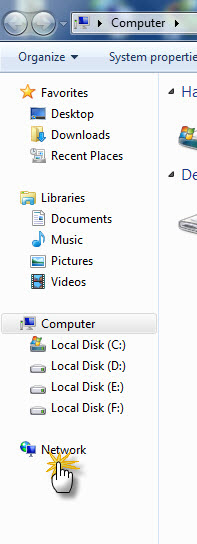 Computer
Organize
System propertie
Favorites
Ha
Desktop
Downloads
Recent Places
De
Libraries
Documents
Music
Pictures
Videos
Computer
Local Disk (C:)
Local Disk (D:)
Local Disk (E:)
Local Disk (F:)
Network